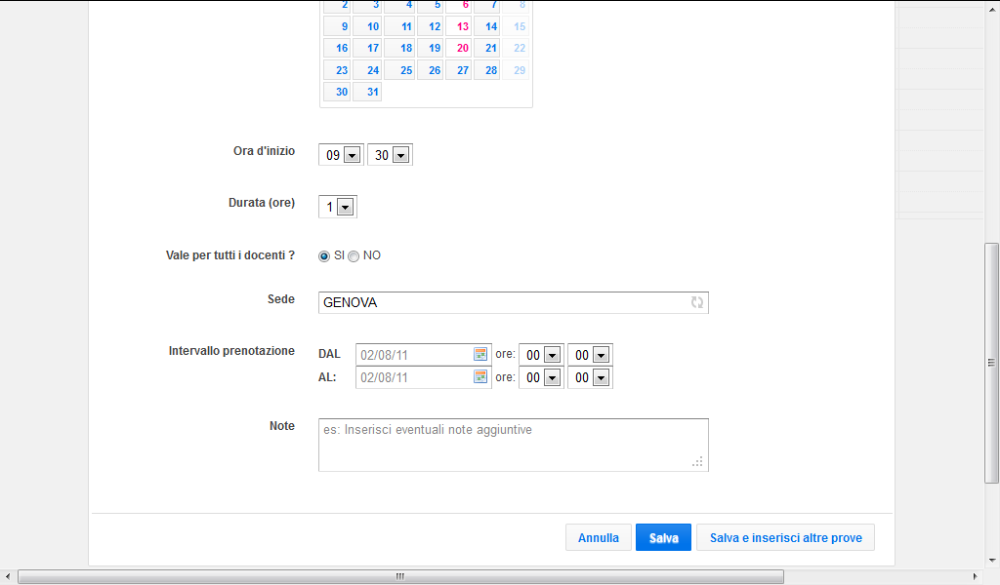 2 3 4 5 6 7 8
9 10 11 12 13 14 15
16 17 18 19 20 21 22
23 24 25 26 27 28 29
30 31
Ora d'inizio 09 30
Durata (ore) 1
Vale per tutti i docenti ? SI NO
Sede GENOVA
Intervallo prenotazione DAL 02/08/11 ore: 00 00
AL: 02/08/11 ore: 00 00
Note es: Inserisci eventuali note aggiuntive
Annulla Salva Salva e inserisci altre prove